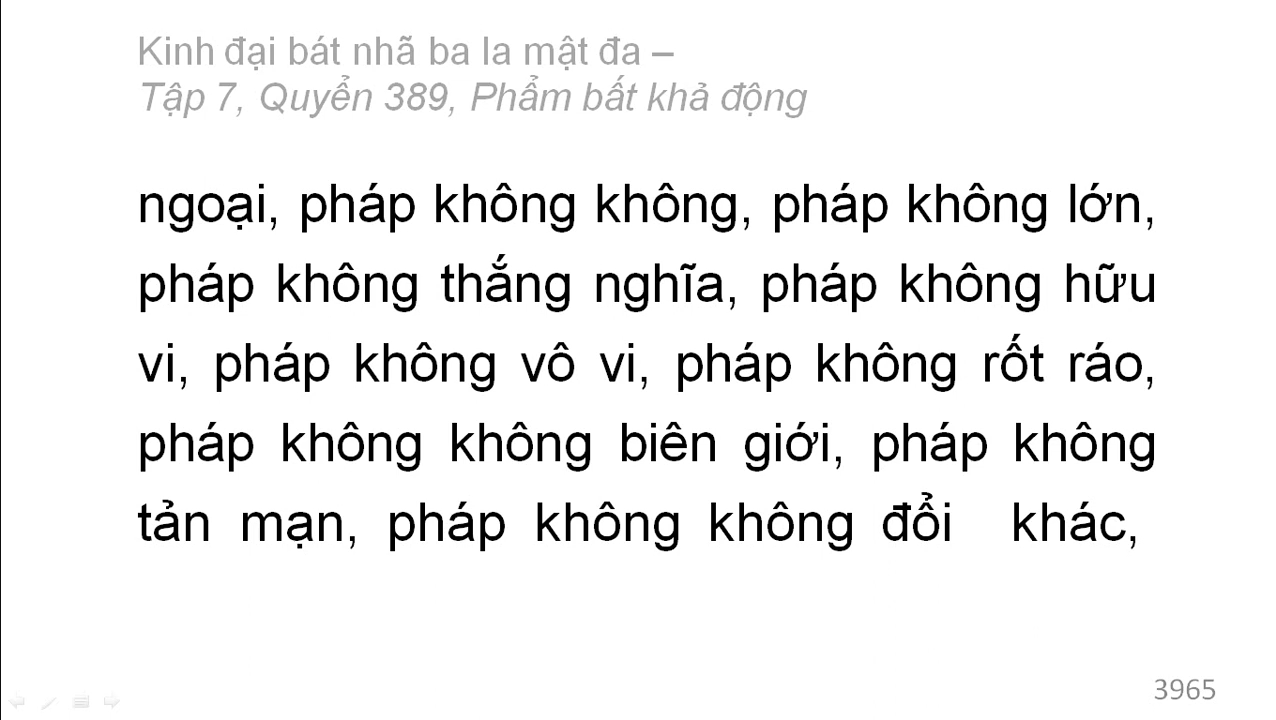 Kinh đại bát nhã ba la mật đa –
Tập 7, Quyển 389, Phẩm bất khả động
ngoại, pháp không không, pháp không lớn,
pháp không thắng nghĩa, pháp không hữu
vi, pháp không vô vi, pháp không rốt ráo,
pháp không không biên giới, pháp không
tản mạn, pháp không không đổi khác,
3965